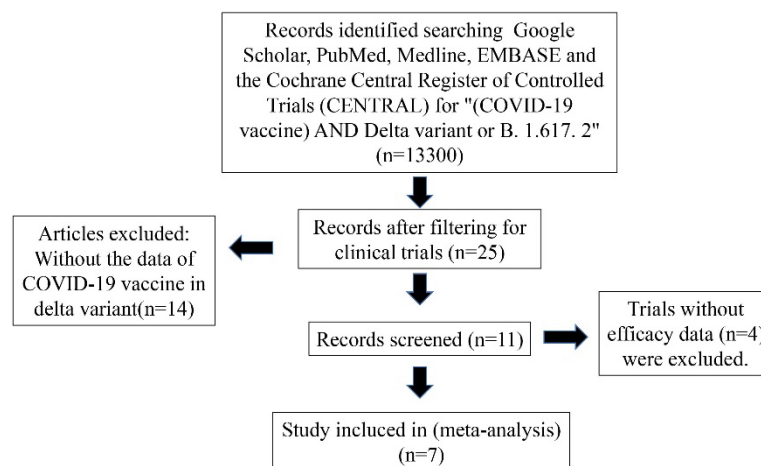 Records identified searching Google
Scholar, PubMed, Medline, EMBASE and
the Cochrane Central Register of Controlled
Trials (CENTRAL) for "(COVID-19
vaccine) AND Delta variant or B. 1.617. 2"
(n=13300)
Articles excluded:
Without the data of
COVID-19 vaccine in
delta variant(n=14)
Records after filtering for
clinical trials (n=25)
Records screened (n=11)
Trials without
efficacy data (n=4)
were excluded.
Study included in (meta-analysis)
(n=7)